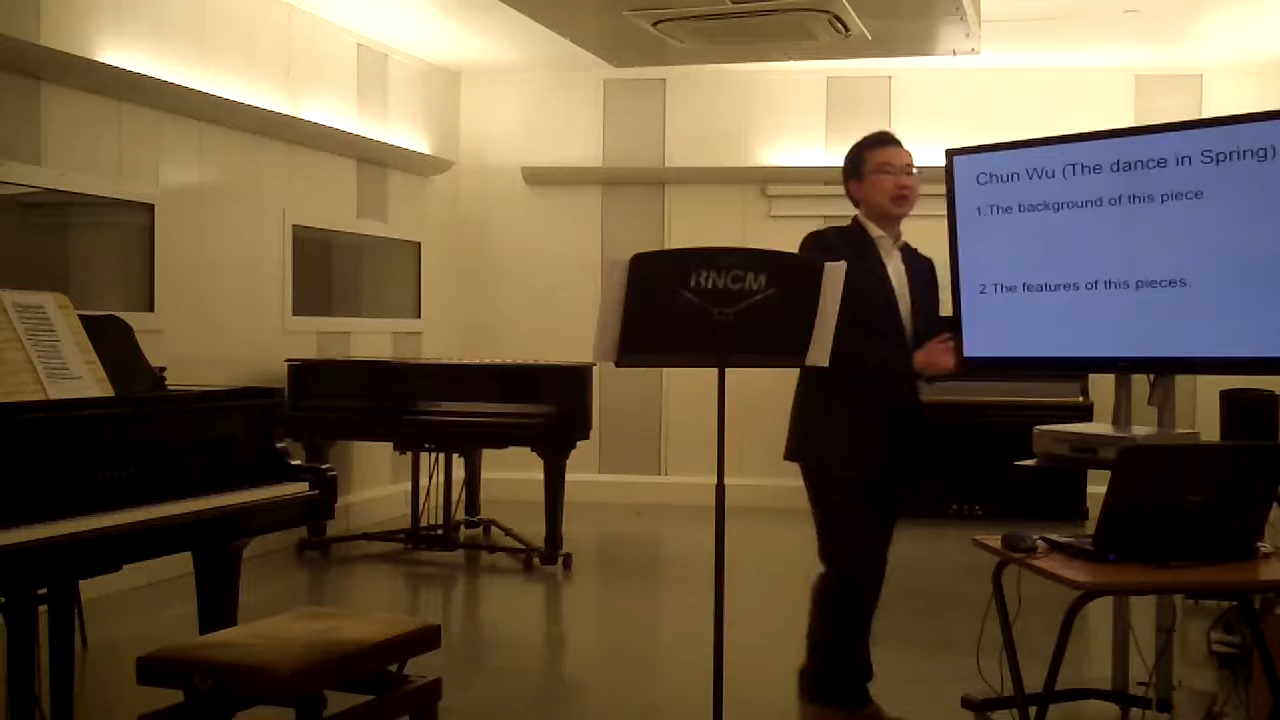 RNCM
Chun Wu (The dance in Spring)
1.The background of this piece
2.The features of this pieces.